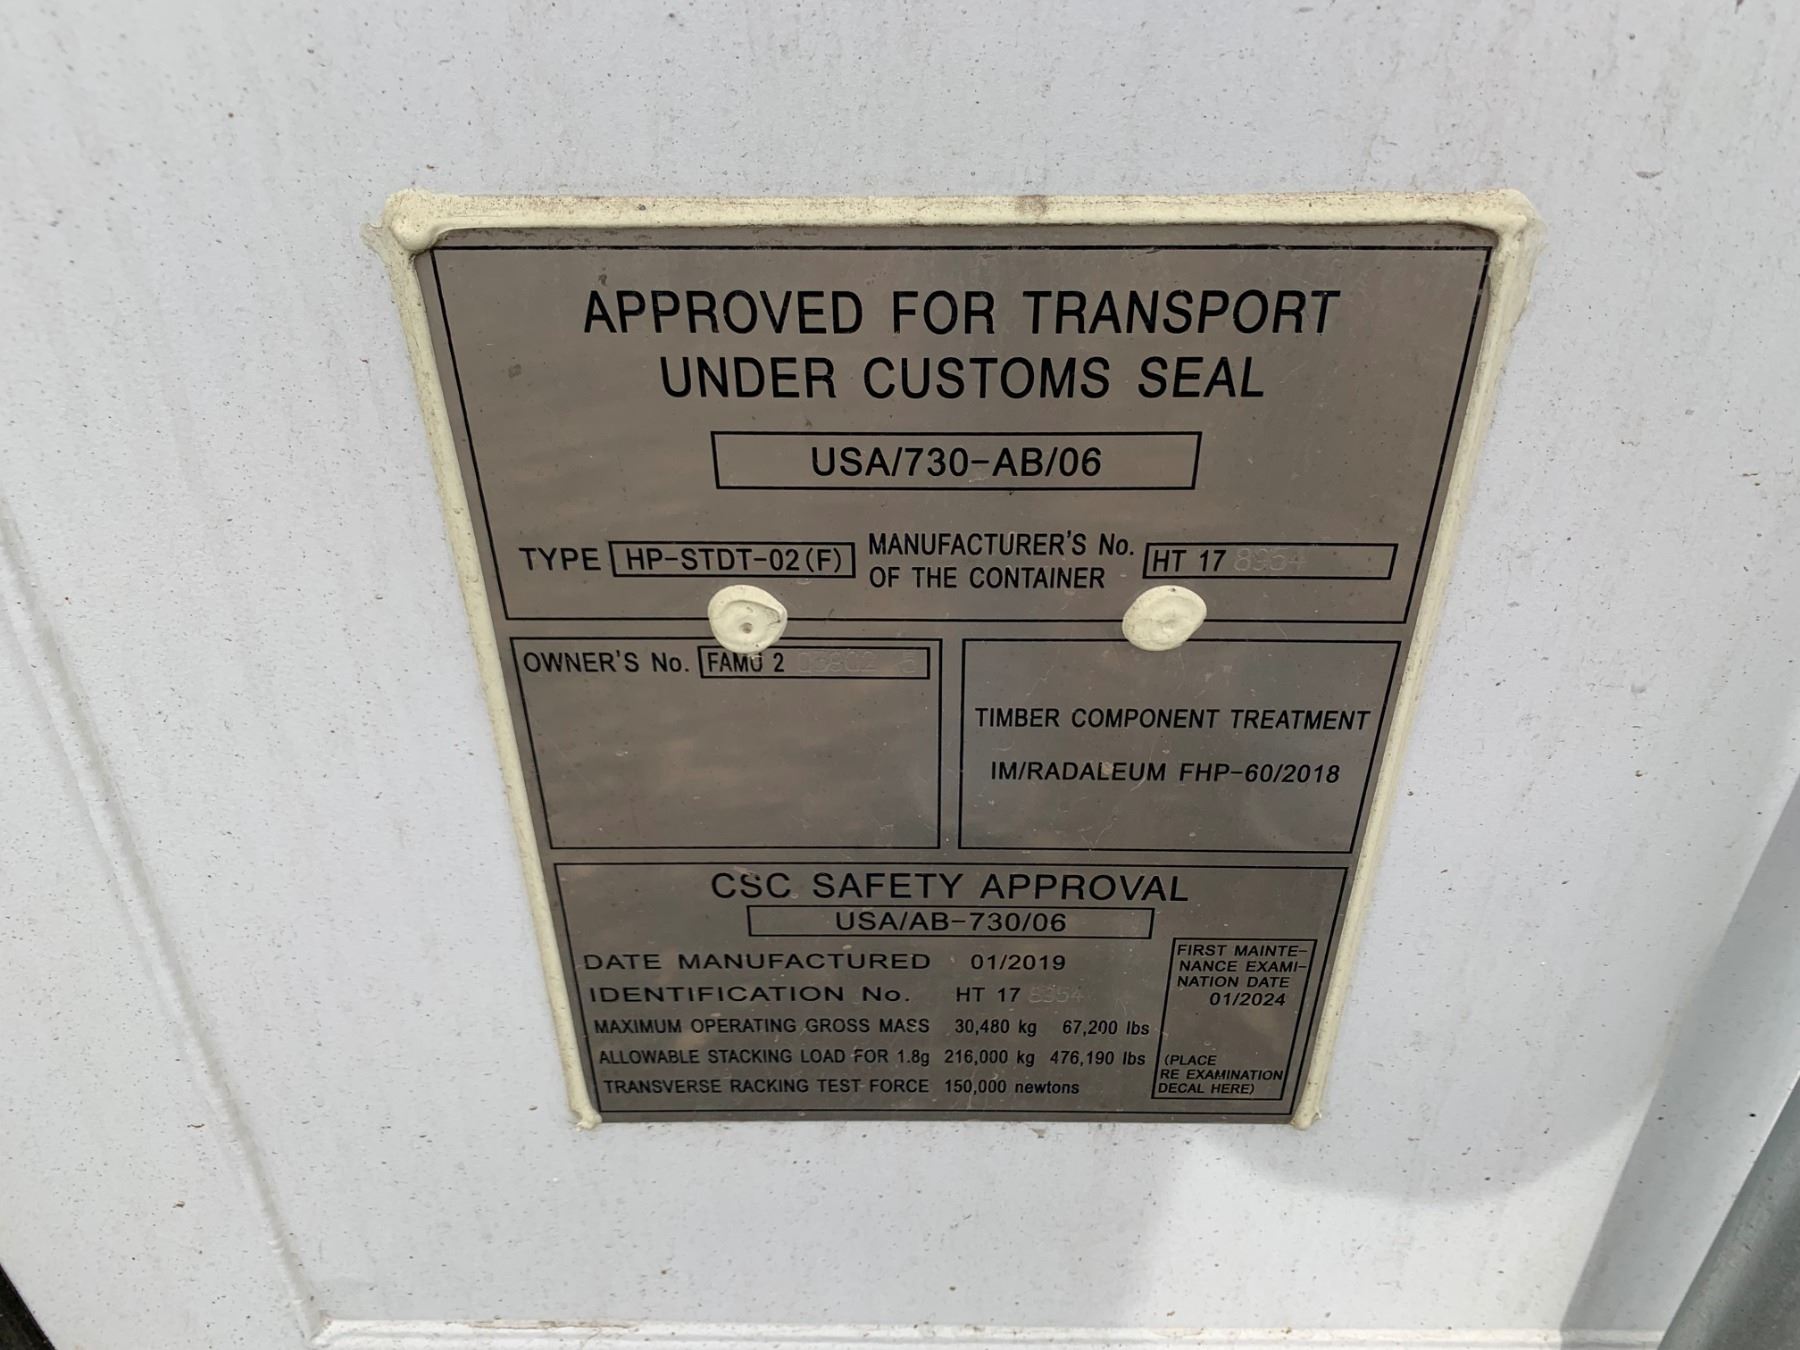 APPROVED FOR TRANSPORT
UNDER CUSTOMS SEAL
USA/730-AB/06
TYPE HP-STDT-02(F)
MANUFACTURER'S No.
OF THE CONTAINER
HT 17 8954
OWNER'S No. FAMU 2
TIMBER COMPONENT TREATMENT
IM/RADALEUM FHP-60/2018
CSC SAFETY APPROVAL
USA/AB-730/06
DATE MANUFACTURED 01/2019
IDENTIFICATION No. HT 17 8954
MAXIMUM OPERATING GROSS MASS 30,480 kg 67,200 lbs
ALLOWABLE STACKING LOAD FOR 1.8g 216,000 kg 476,190 lbs
TRANSVERSE RACKING TEST FORCE 150,000 newtons
FIRST MAINTE-
NANCE EXAMI-
NATION DATE
01/2024
(PLACE
RE EXAMINATION
DECAL HERE)